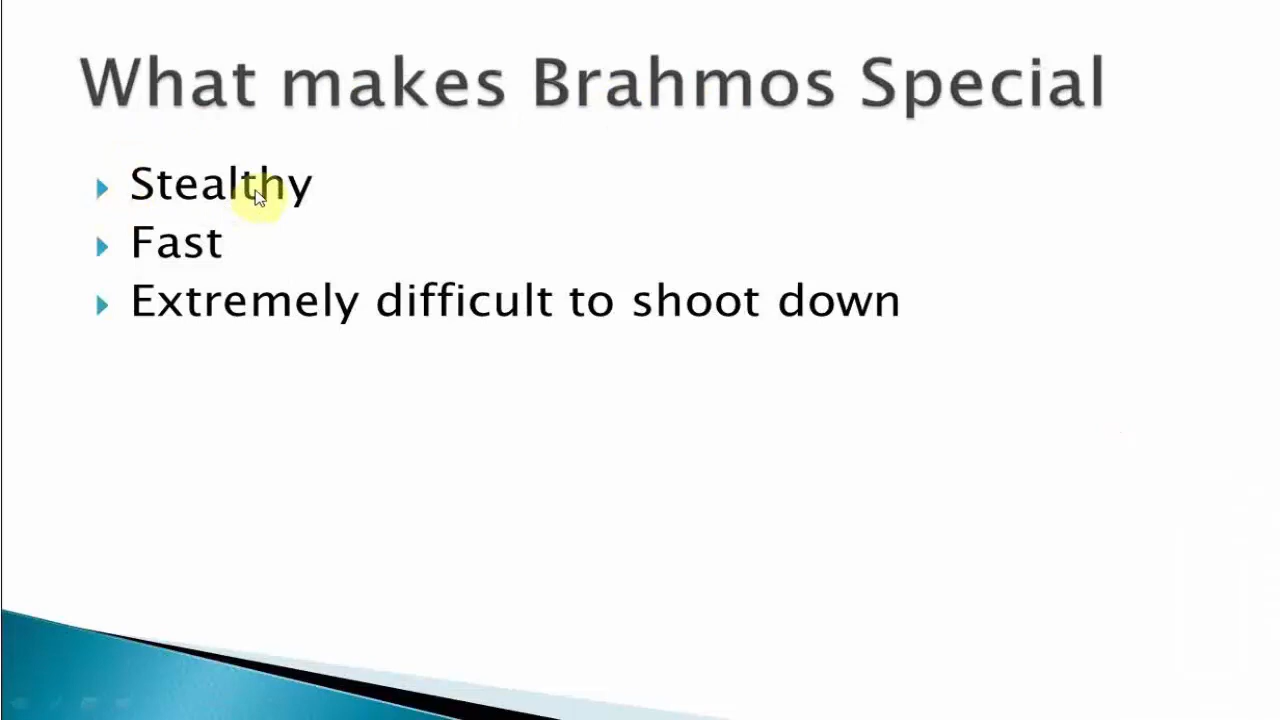 What makes Brahmos Special
Stealthy
Fast
Extremely difficult to shoot down